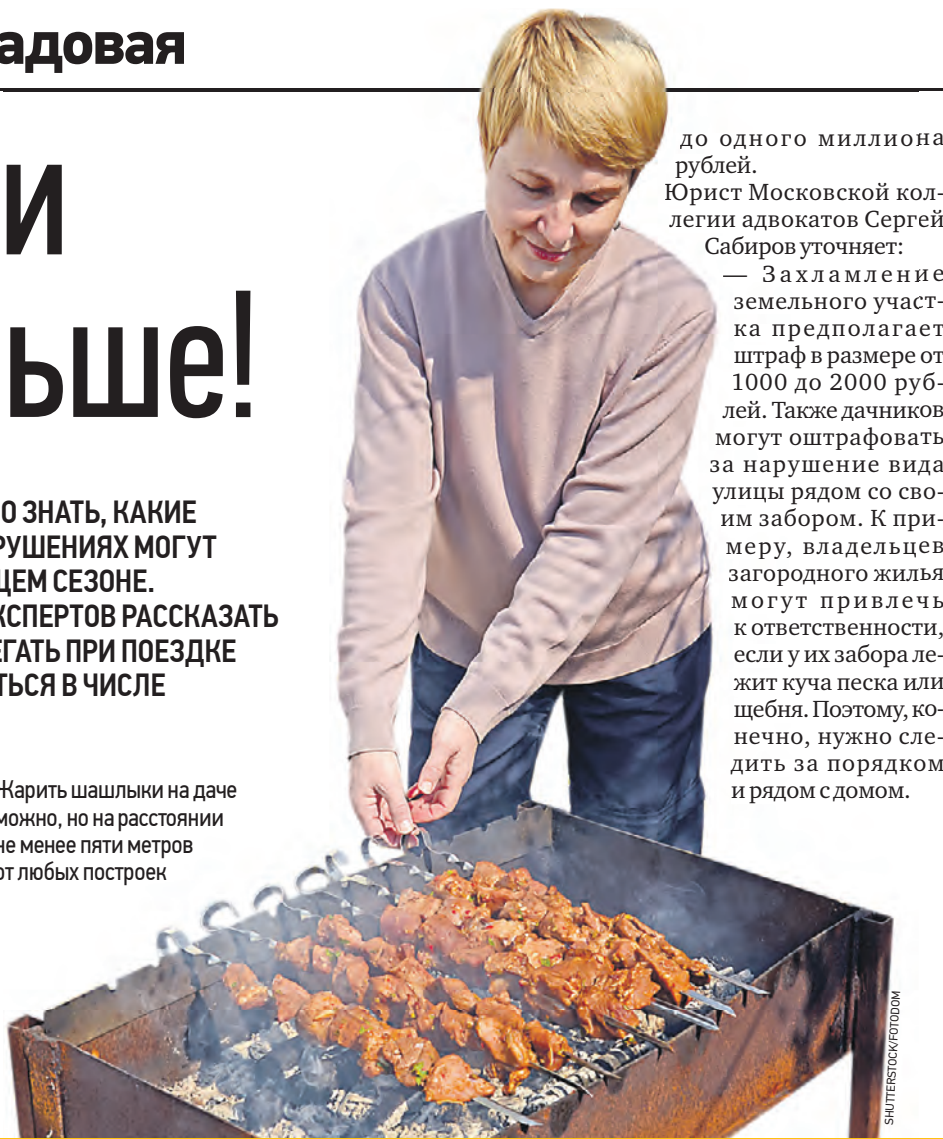 адовая
и
ьше!
О ЗНАТЬ, КАКИЕ
РУШЕНИЯХ МОГУТ
ЩЕМ СЕЗОНЕ.
КСПЕРТОВ РАССКАЗАТЬ
ЕГАТЬ ПРИ ПОЕЗДКЕ
ТЬСЯ В ЧИСЛЕ
Жарить шашлыки на даче
можно, но на расстоянии
не менее пяти метров
от любых построек
до одного миллиона
рублей.
Юрист Московской кол-
легии адвокатов Сергей
Сабиров уточняет:
— Захламление
земельного участ-
ка предполагает
штраф в размере от
1000 до 2000 руб-
лей. Также дачников
могут оштрафовать
за нарушение вида
улицы рядом со сво-
им забором. К при-
меру, владельцев
загородного жилья
могут привлечь
к ответственности,
если у их забора ле-
жит куча песка или
щебня. Поэтому, ко-
нечно, нужно сле-
дить за порядком
и рядом с домом.
SHUTTERSTOCK/FOTODOM